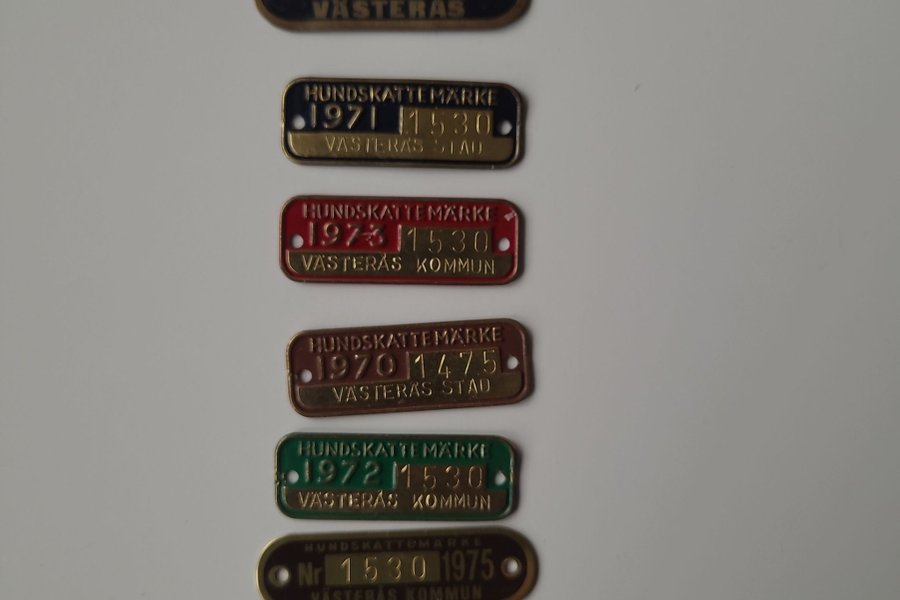 VÄSTERÅS
HUNDSKATTEMÄRKE
1971 1530
VÄSTERÅS STAD
HUNDSKATTEMÄRKE
1973 1530
VÄSTERÅS KOMMUN
HUNDSKATTEMÄRKE
1970 1475
VÄSTERÅS STAD
HUNDSKATTEMÄRKE
1972 1530
VÄSTERÅS KOMMUN
HUNDSKATTEMÄRKE
Nr 1530 1975
VÄSTERÅS KOMMUN